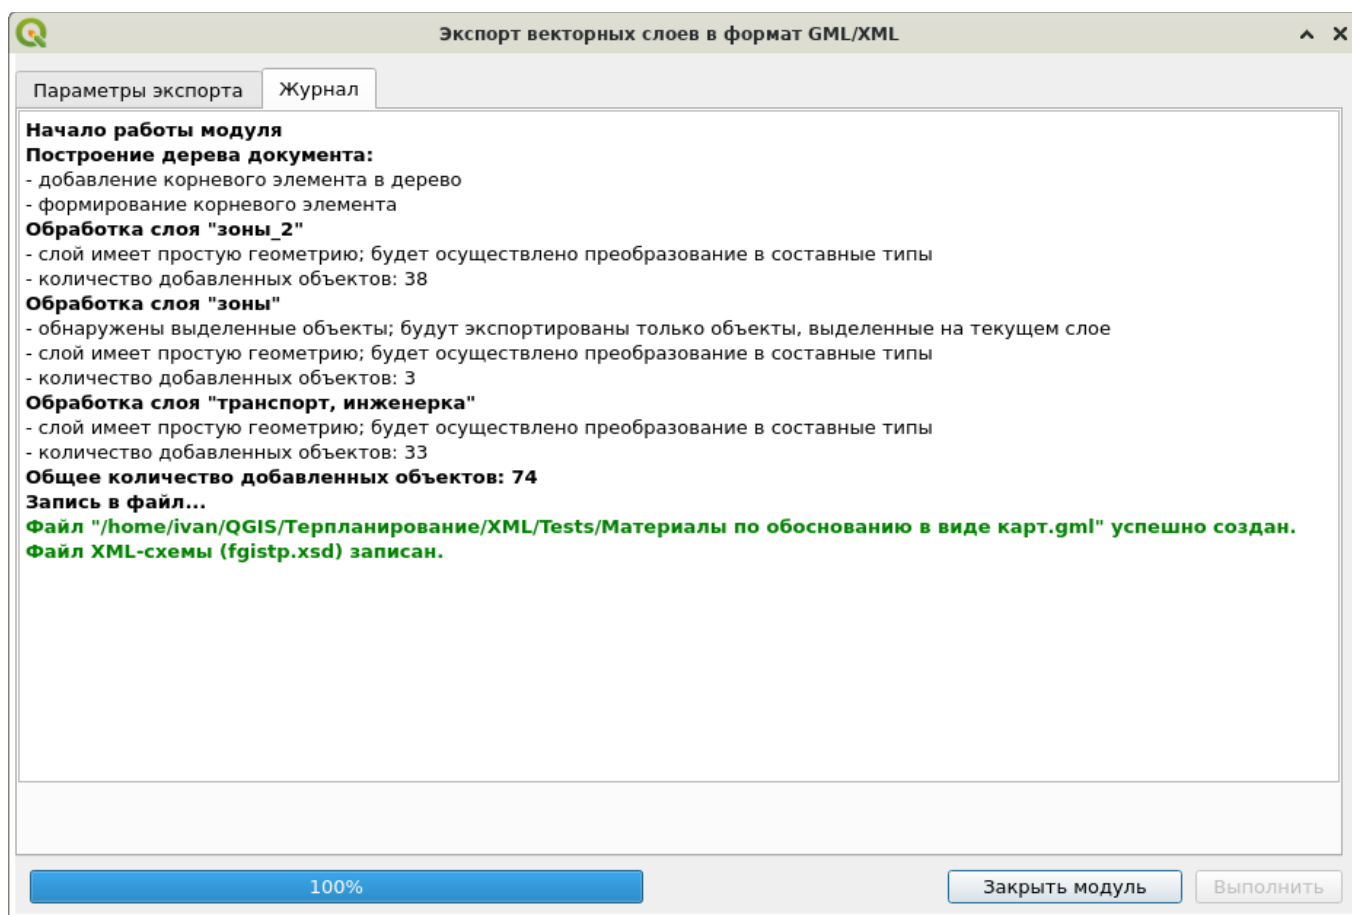 Экспорт векторных слоев в формат GML/XML
Параметры экспорта
Журнал
Начало работы модуля
Построение дерева документа:
- добавление корневого элемента в дерево
- формирование корневого элемента
Обработка слоя "зоны_2"
- слой имеет простую геометрию; будет осуществлено преобразование в составные типы
- количество добавленных объектов: 38
Обработка слоя "зоны"
- обнаружены выделенные объекты; будут экспортированы только объекты, выделенные на текущем слое
- слой имеет простую геометрию; будет осуществлено преобразование в составные типы
- количество добавленных объектов: 3
Обработка слоя "транспорт, инженерка"
- слой имеет простую геометрию; будет осуществлено преобразование в составные типы
- количество добавленных объектов: 33
Общее количество добавленных объектов: 74
Запись в файл...
Файл "/home/ivan/QGIS/Терпланирование/XML/Tests/Материалы по обоснованию в виде карт.gml" успешно создан.
Файл XML-схемы (fgistp.xsd) записан.
100%
Закрыть модуль
Выполнить